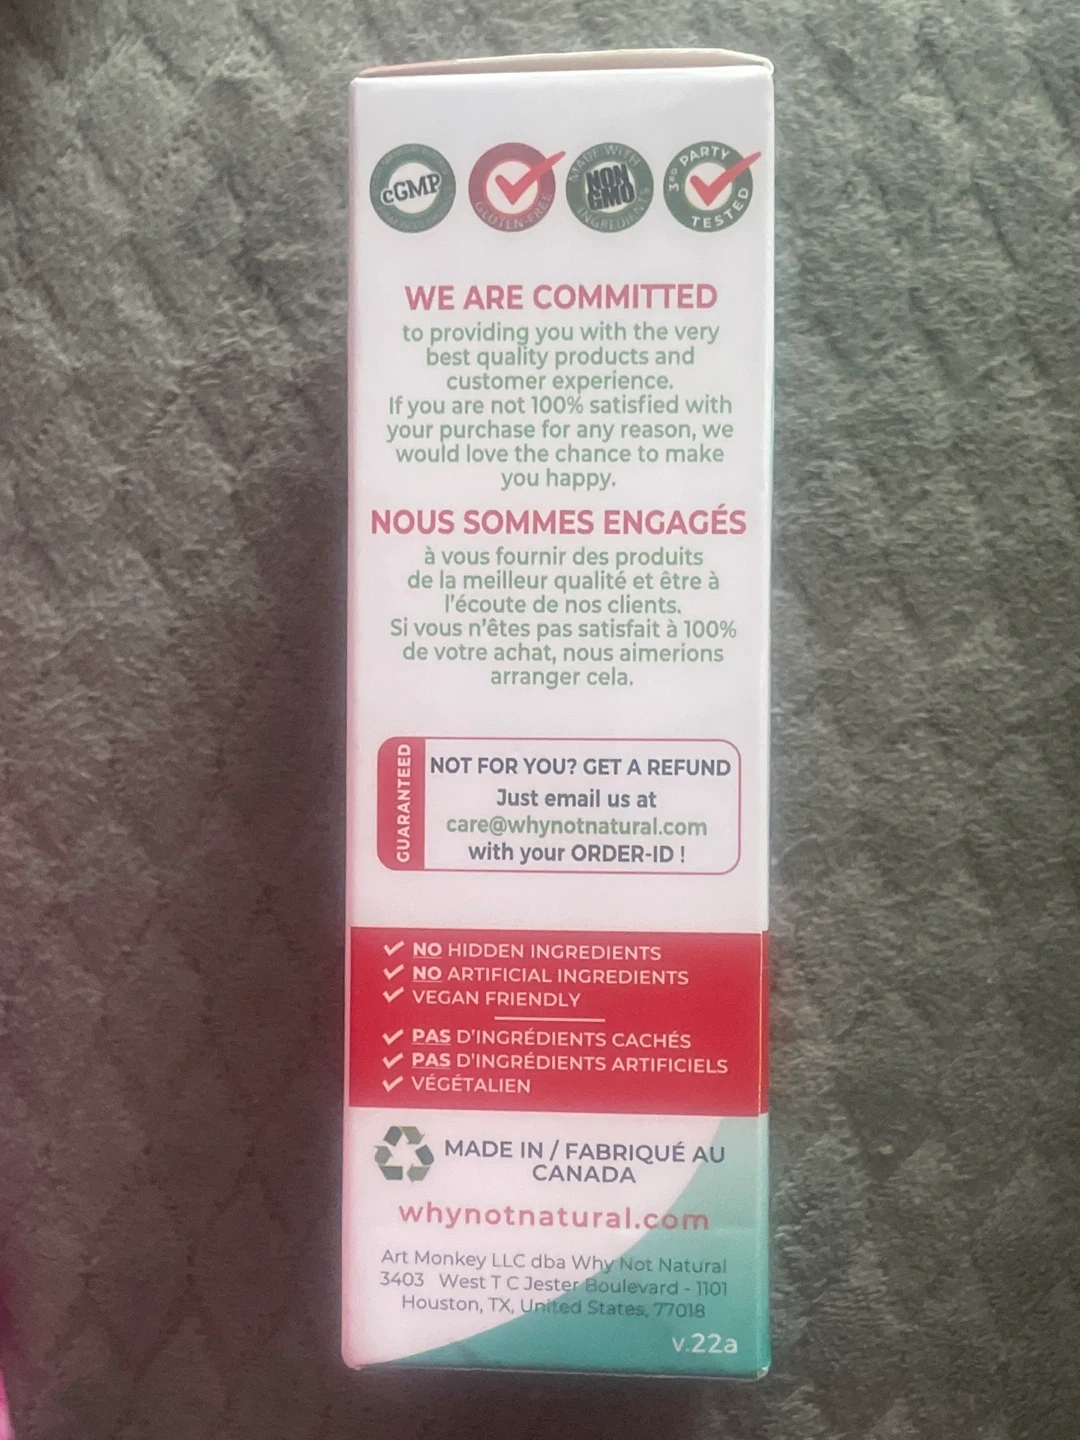 cGMP
GLUTEN-FREE
MADE WITH
NON
GMO
INGREDIENTS
3RD PARTY
TESTED
WE ARE COMMITTED
to providing you with the very
best quality products and
customer experience.
If you are not 100% satisfied with
your purchase for any reason, we
would love the chance to make
you happy.
NOUS SOMMES ENGAGÉS
à vous fournir des produits
de la meilleur qualité et être à
l'écoute de nos clients.
Si vous n'êtes pas satisfait à 100%
de votre achat, nous aimerions
arranger cela.
GUARANTEED
NOT FOR YOU? GET A REFUND
Just email us at
care@whynotnatural.com
with your ORDER-ID !
NO HIDDEN INGREDIENTS
NO ARTIFICIAL INGREDIENTS
VEGAN FRIENDLY
PAS D'INGRÉDIENTS CACHÉS
PAS D'INGRÉDIENTS ARTIFICIELS
VÉGÉTALIEN
MADE IN / FABRIQUÉ AU
CANADA
whynotnatural.com
Art Monkey LLC dba Why Not Natural
3403 West T C Jester Boulevard - 1101
Houston, TX, United States, 77018
v.22a